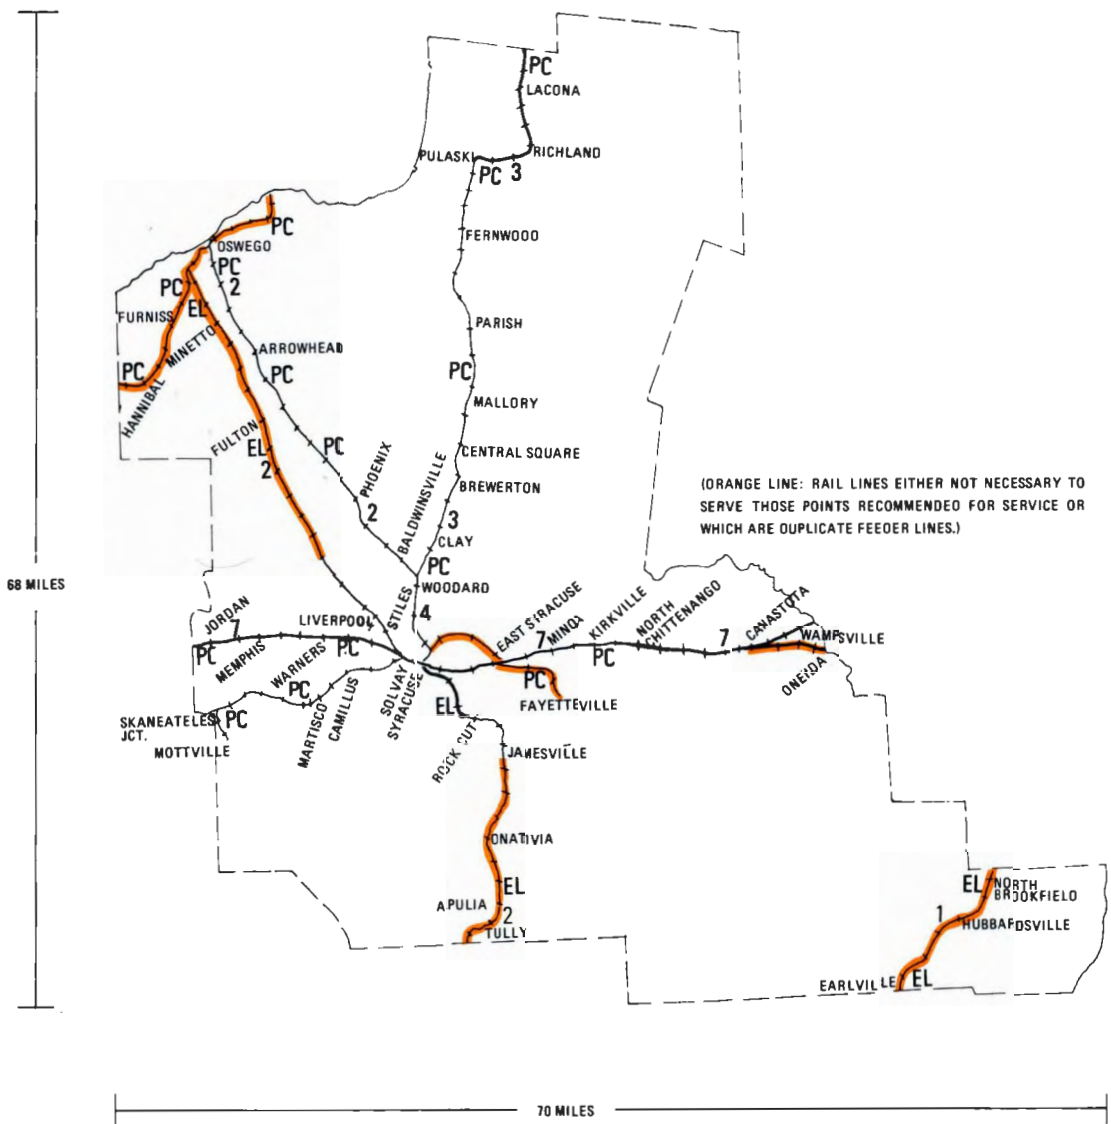 PC
LACONA
PULASKI
RICHLAND
PC 3
FERNWOOD
PC
OSWEGO
PC
2
PC
EL
FURNISS
MINETTO
ARROWHEAD
PC
PC
HANNIBAL
PARISH
PC
MALLORY
FULTON
EL
2
PC
PHOENIX
2
BALDWINSVILLE
CENTRAL SQUARE
BREWERTON
3
CLAY
PC
WOODARD
STILES
4
(ORANGE LINE: RAIL LINES EITHER NOT NECESSARY TO
SERVE THOSE POINTS RECOMMENDED FOR SERVICE OR
WHICH ARE DUPLICATE FEEDER LINES.)
68 MILES
JORDAN
7
PC
MEMPHIS
WARNERS
LIVERPOOL
PC
EAST SYRACUSE
7
MINOA
KIRKVILLE
PC
NORTH
CHITTENANGO
7
CANASTOTA
WAMPSVILLE
ONEIDA
PC
FAYETTEVILLE
SKANEATELES
JCT.
PC
MOTTVILLE
PC
MARTISCO
CAMILLUS
SOLVAY
SYRACUSE
EL
ROCK CUT
JAMESVILLE
ONATIVIA
EL
APULIA
2
TULLY
EL
NORTH
BROOKFIELD
1
HUBBARDSVILLE
EARLVILLE
EL
70 MILES